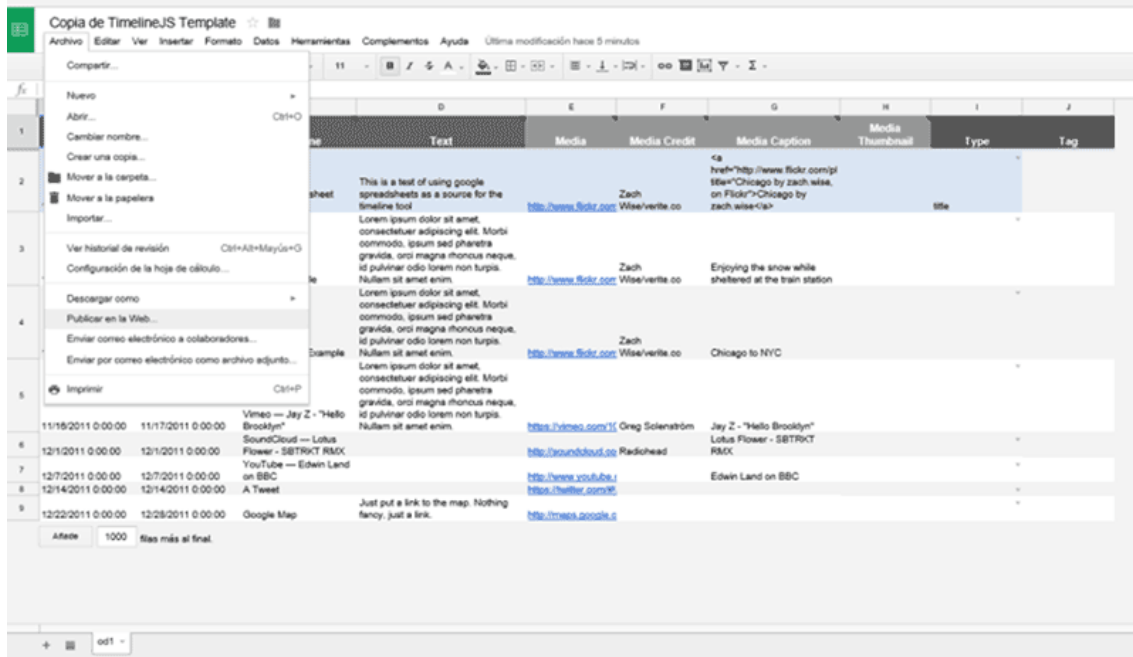 Copia de TimelineJS Template
Archivo Editar Ver Insertar Formato Datos Herramientas Complementos Ayuda Última modificación hace 5 minutos
Compartir...
11 B I S A
fx
Nuevo
Abrir... Ctrl+O
Cambiar nombre...
Crear una copia...
Mover a la carpeta...
Mover a la papelera
Importar...
Ver historial de revisión Ctrl+Alt+Mayús+G
Configuración de la hoja de cálculo...
Descargar como
Publicar en la Web...
Enviar correo electrónico a colaboradores...
Enviar por correo electrónico como archivo adjunto...
Imprimir Ctrl+P
D E F G H I J
1 ne Text Media Media Credit Media Caption Media Thumbnail Type Tag
2
sheet
This is a test of using google
spreadsheets as a source for the
timeline tool
http://www.flickr.com
Zach
Wise/verite.co
<a
href="http://www.flickr.com/pl
title="Chicago by zach.wise,
on Flickr">Chicago by
zach.wise</a>
title
3
le
Lorem ipsum dolor sit amet,
consectetuer adipiscing elit. Morbi
commodo, ipsum sed pharetra
gravida, orci magna rhoncus neque,
id pulvinar odio lorem non turpis.
Nullam sit amet enim.
http://www.flickr.com
Zach
Wise/verite.co
Enjoying the snow while
sheltered at the train station
4
Example
Lorem ipsum dolor sit amet,
consectetuer adipiscing elit. Morbi
commodo, ipsum sed pharetra
gravida, orci magna rhoncus neque,
id pulvinar odio lorem non turpis.
Nullam sit amet enim.
http://www.flickr.com
Zach
Wise/verite.co
Chicago to NYC
5
11/16/2011 0:00:00 11/17/2011 0:00:00
Vimeo — Jay Z - "Hello
Brooklyn"
Lorem ipsum dolor sit amet,
consectetuer adipiscing elit. Morbi
commodo, ipsum sed pharetra
gravida, orci magna rhoncus neque,
id pulvinar odio lorem non turpis.
Nullam sit amet enim.
https://vimeo.com/10
Greg Solenström
Jay Z - "Hello Brooklyn"
6
12/1/2011 0:00:00 12/1/2011 0:00:00
SoundCloud — Lotus
Flower - SBTRKT RMX
http://soundcloud.co
Radiohead
Lotus Flower - SBTRKT
RMX
7
12/7/2011 0:00:00 12/7/2011 0:00:00
YouTube — Edwin Land
on BBC
http://www.youtube.
Edwin Land on BBC
8
12/14/2011 0:00:00 12/14/2011 0:00:00
A Tweet
https://twitter.com/#
9
12/22/2011 0:00:00 12/28/2011 0:00:00
Google Map
Just put a link to the map. Nothing
fancy, just a link.
http://maps.google.c
Añade 1000 filas más al final.
od1